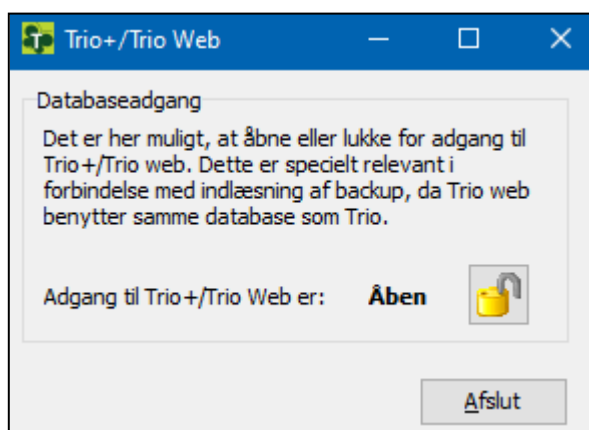 Trio+/Trio Web
Databaseadgang
Det er her muligt, at åbne eller lukke for adgang til
Trio+/Trio web. Dette er specielt relevant i
forbindelse med indlæsning af backup, da Trio web
benytter samme database som Trio.
Adgang til Trio+/Trio Web er: Åben
Afslut